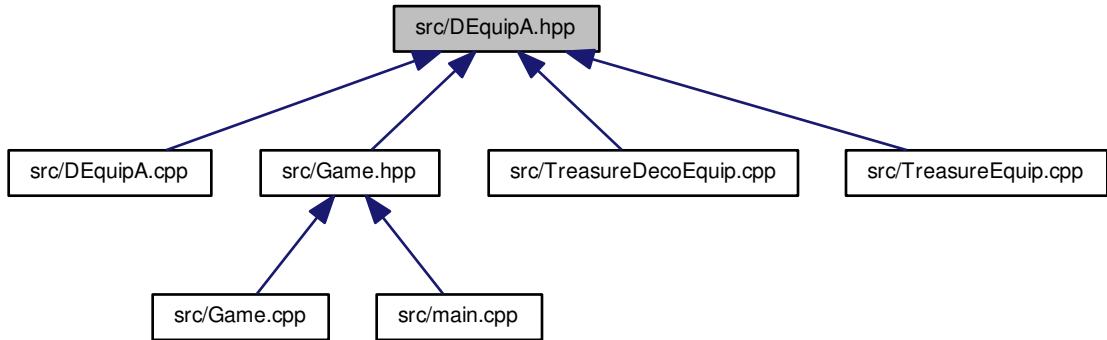 src/DEquipA.hpp
src/DEquipA.cpp
src/Game.hpp
src/TreasureDecoEquip.cpp
src/TreasureEquip.cpp
src/Game.cpp
src/main.cpp